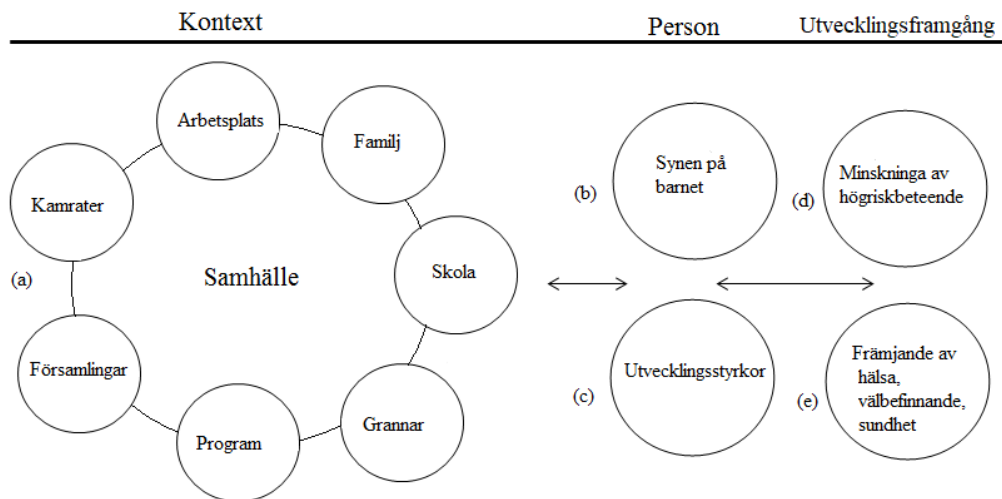 Kontext
Person
Utvecklingsframgång
Arbetsplats
Familj
Kamrater
Skola
(a)
Samhälle
Församlingar
Program
Grannar
Synen på
barnet
(b)
Utvecklingsstyrkor
(c)
Minskninga av
högriskbeteende
(d)
Främjande av
hälsa,
välbefinnande,
sundhet
(e)